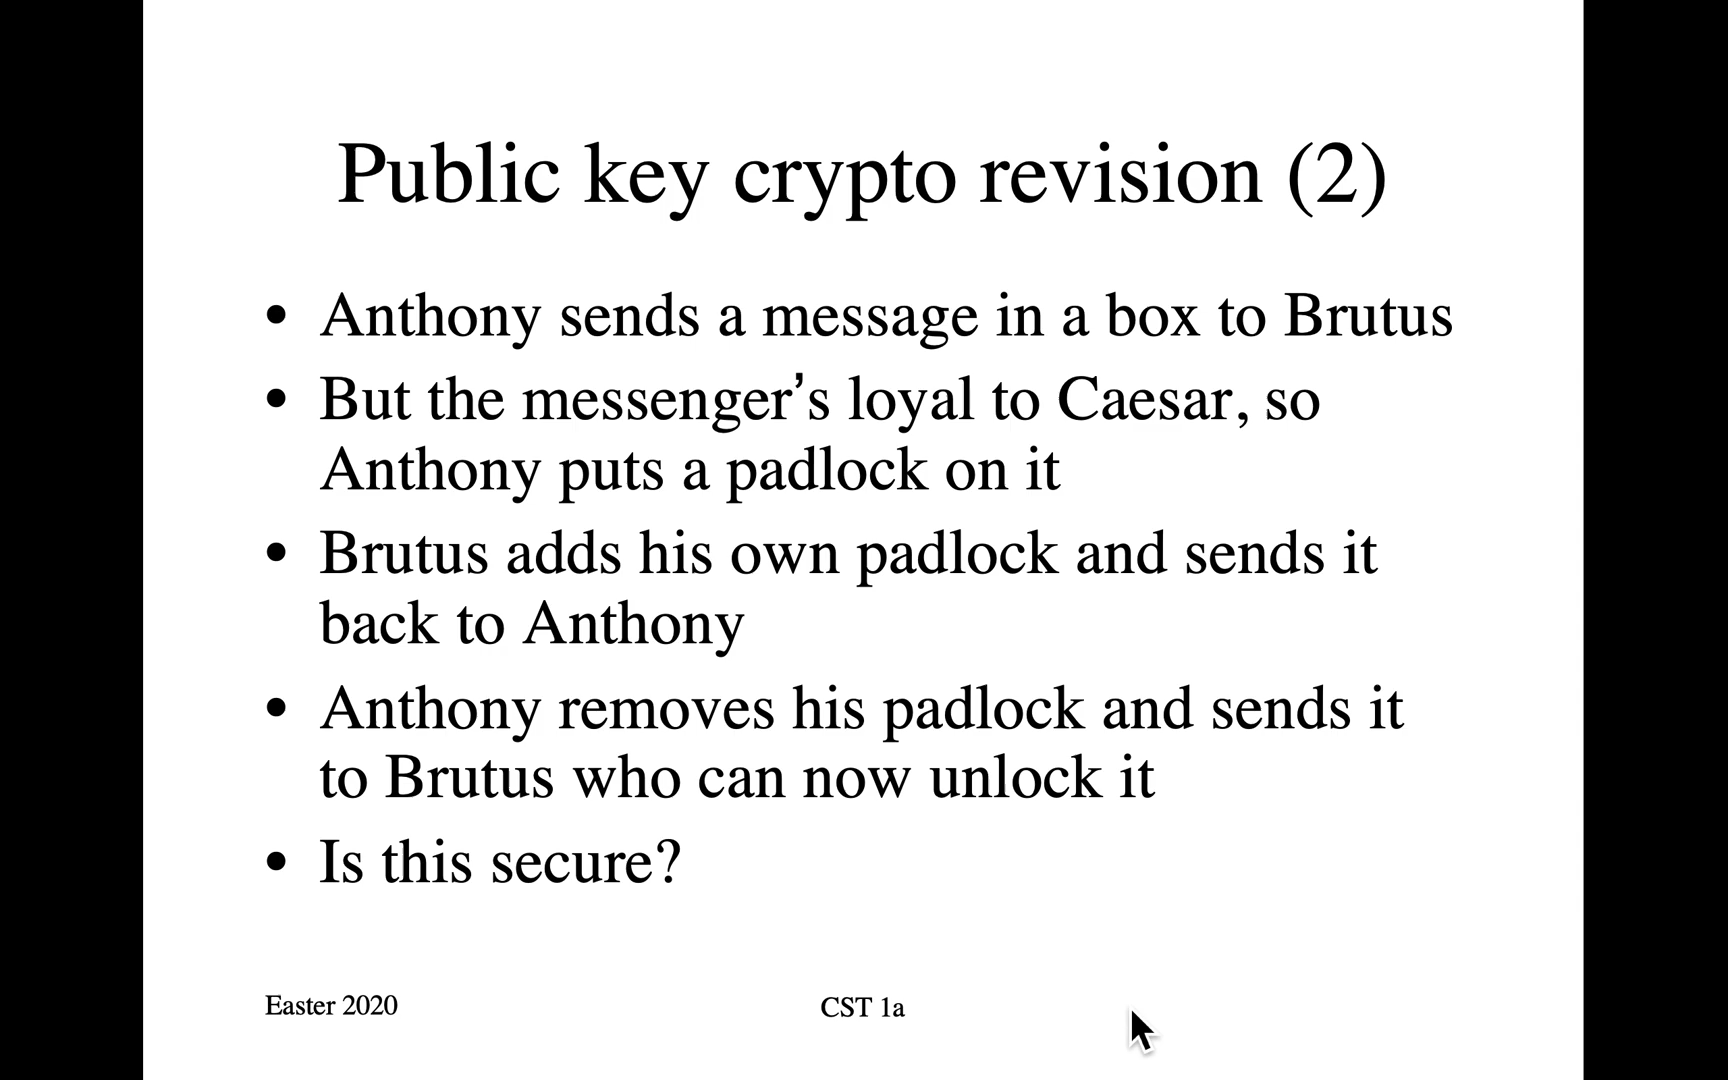 Public key crypto revision (2)
• Anthony sends a message in a box to Brutus
• But the messenger’s loyal to Caesar, so
Anthony puts a padlock on it
• Brutus adds his own padlock and sends it
back to Anthony
• Anthony removes his padlock and sends it
to Brutus who can now unlock it
• Is this secure?
Easter 2020
CST 1a